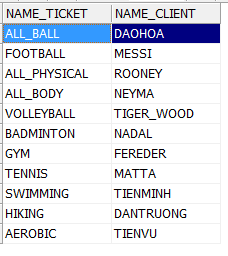 NAME_TICKET NAME_CLIENT
ALL_BALL DAOHOA
FOOTBALL MESSI
ALL_PHYSICAL ROONEY
ALL_BODY NEYMA
VOLLEYBALL TIGER_WOOD
BADMINTON NADAL
GYM FEREDER
TENNIS MATTA
SWIMMING TIENMINH
HIKING DANTRUONG
AEROBIC TIENVU